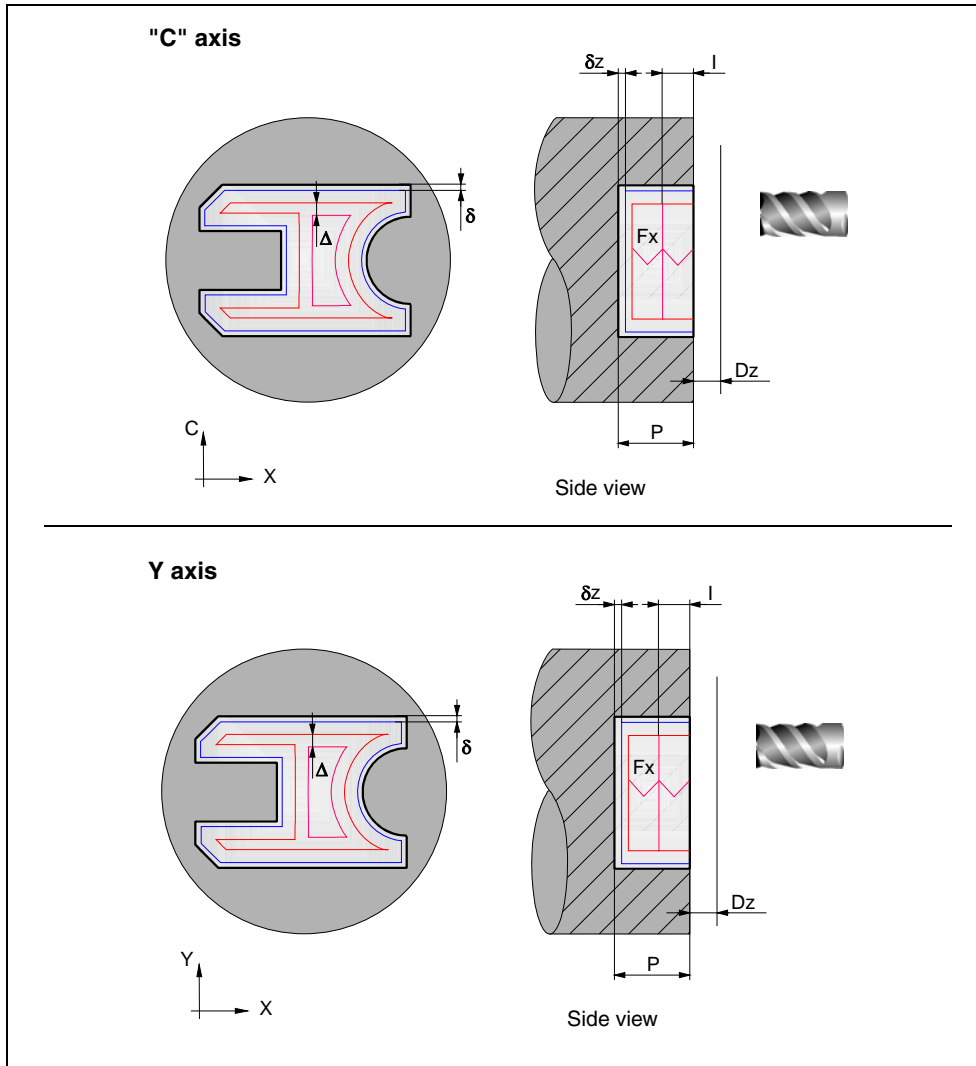 "C" axis
δz
I
δ
Δ
Fx
Dz
P
C
X
Side view
Y axis
δz
I
δ
Δ
Fx
Dz
P
Y
X
Side view